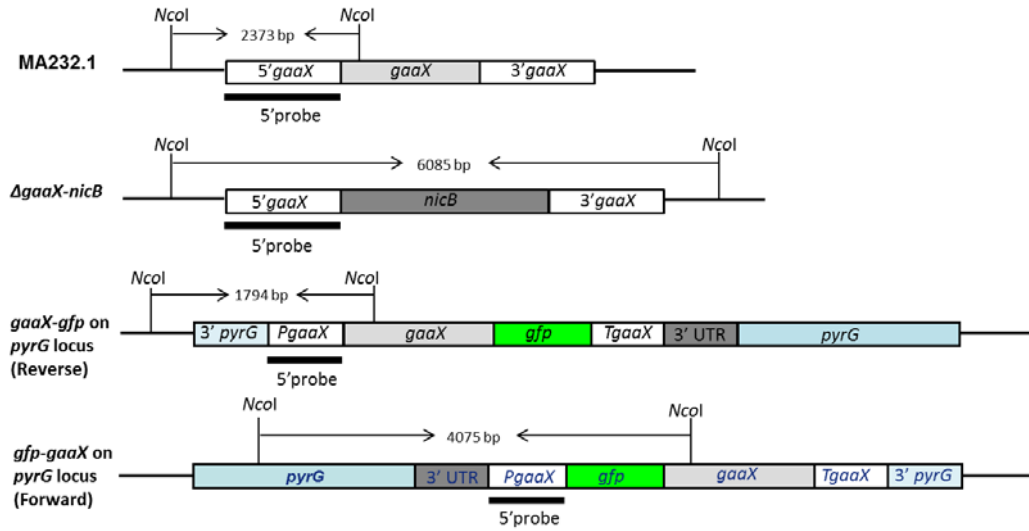 NcoI NcoI
2373 bp
MA232.1
5'gaaX gaaX 3'gaaX
5'probe
NcoI NcoI
6085 bp
ΔgaaX-nicB
5'gaaX nicB 3'gaaX
5'probe
NcoI NcoI
1794 bp
gaaX-gfp on
pyrG locus
(Reverse)
3' pyrG PgaaX gaaX gfp TgaaX 3' UTR pyrG
5'probe
NcoI NcoI
4075 bp
gfp-gaaX on
pyrG locus
(Forward)
pyrG 3' UTR PgaaX gfp gaaX TgaaX 3' pyrG
5'probe